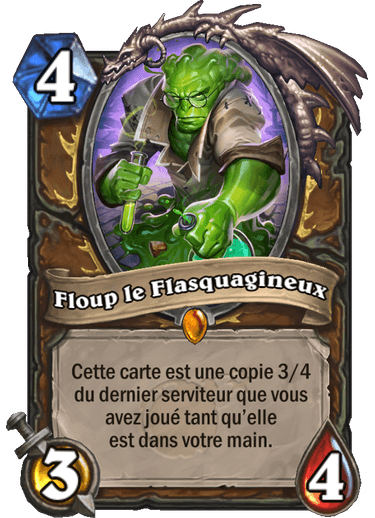 4
Floup le Flasquagineux
Cette carte est une copie 3/4
du dernier serviteur que vous
avez joué tant qu'elle
est dans votre main.
3
4